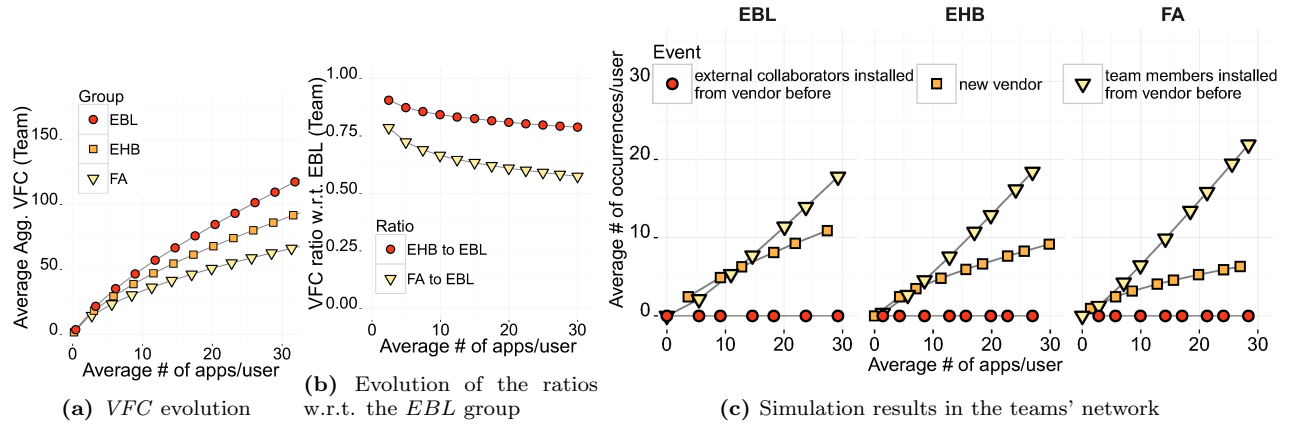 Average Agg. VFC (Team)
150
100
50
0
Group
EBL
EHB
FA
0 10 20 30
Average # of apps/user
(a) VFC evolution
VFC ratio w.r.t. EBL (Team)
1.00
0.75
0.50
0.25
0.00
Ratio
EHB to EBL
FA to EBL
0 10 20 30
Average # of apps/user
(b) Evolution of the ratios
w.r.t. the EBL group
EBL EHB FA
Average # of occurrences/user
30
20
10
0
Event
external collaborators installed
from vendor before
new vendor
team members installed
from vendor before
0 10 20 30 0 10 20 30 0 10 20 30
Average # of apps/user
(c) Simulation results in the teams' network